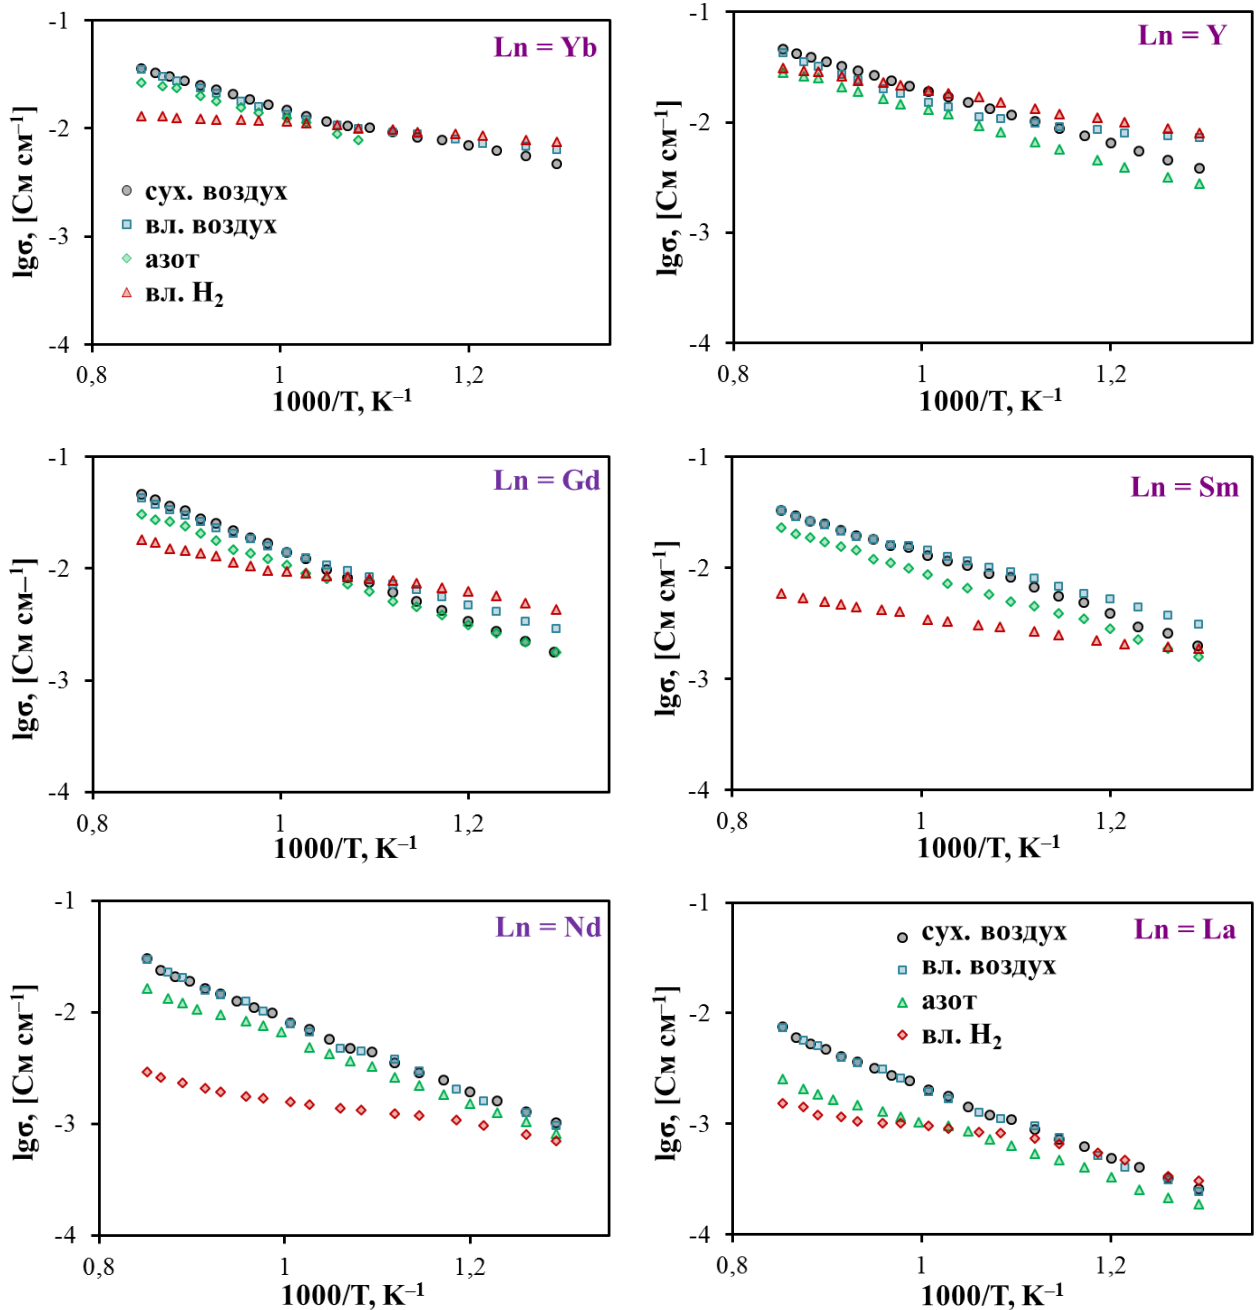 Ln = Yb
lgσ, [См см⁻¹]
-1
-2
-3
-4
сух. воздух
вл. воздух
азот
вл. H₂
0,8
1
1,2
1000/T, K⁻¹
Ln = Y
lgσ, [См см⁻¹]
-1
-2
-3
-4
0,8
1
1,2
1000/T, K⁻¹
Ln = Gd
lgσ, [См см—¹]
-1
-2
-3
-4
0,8
1
1,2
1000/T, K⁻¹
Ln = Sm
lgσ, [См см⁻¹]
-1
-2
-3
-4
0,8
1
1,2
1000/T, K⁻¹
Ln = Nd
lgσ, [См см⁻¹]
-1
-2
-3
-4
0,8
1
1,2
1000/T, K⁻¹
Ln = La
lgσ, [См см⁻¹]
-1
-2
-3
-4
сух. воздух
вл. воздух
азот
вл. H₂
0,8
1
1,2
1000/T, K⁻¹